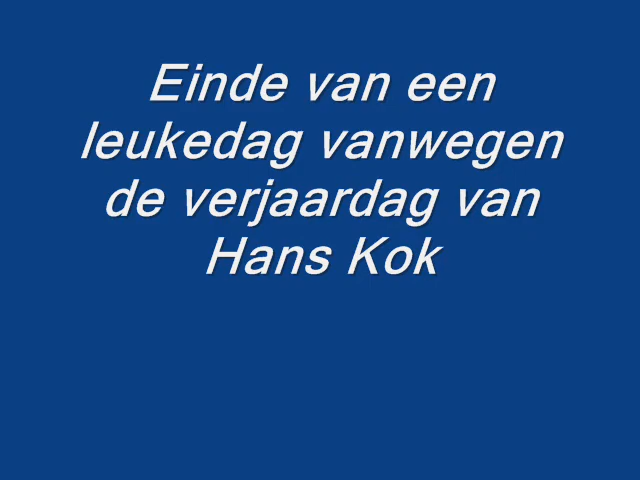 Einde van een
leukedag vanwegen
de verjaardag van
Hans Kok